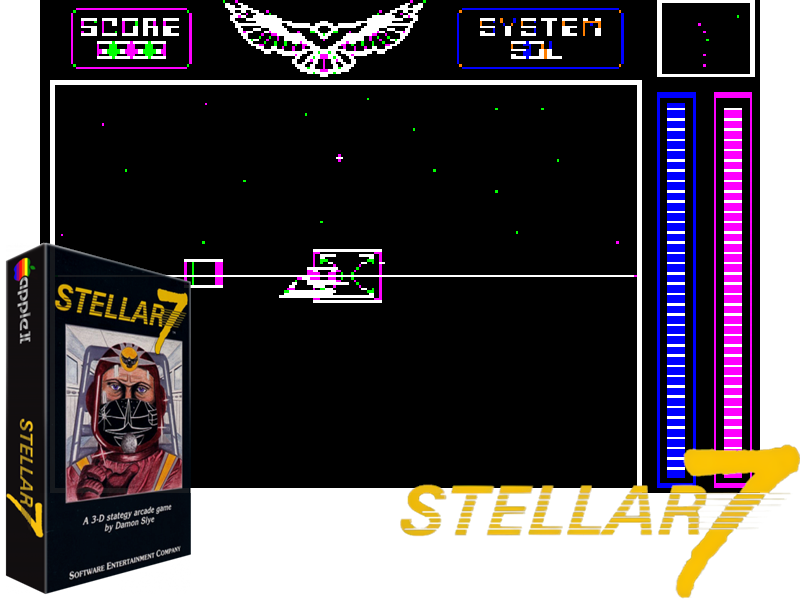 SCORE
0000
SYSTEM
SOL
apple II
STELLAR 7
STELLAR 7
A 3-D stategy arcade game
by Damon Slye
SOFTWARE ENTERTAINMENT COMPANY
STELLAR 7